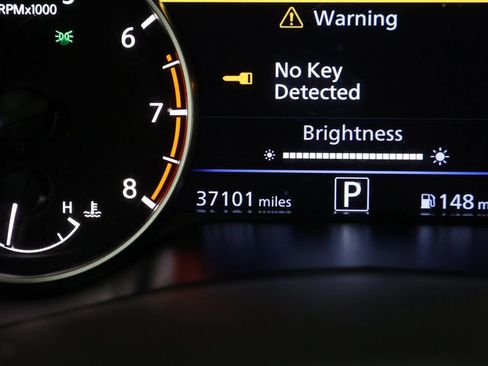 RPMx1000
6
7
8
H
Warning
No Key
Detected
Brightness
37101 miles
P
148 m